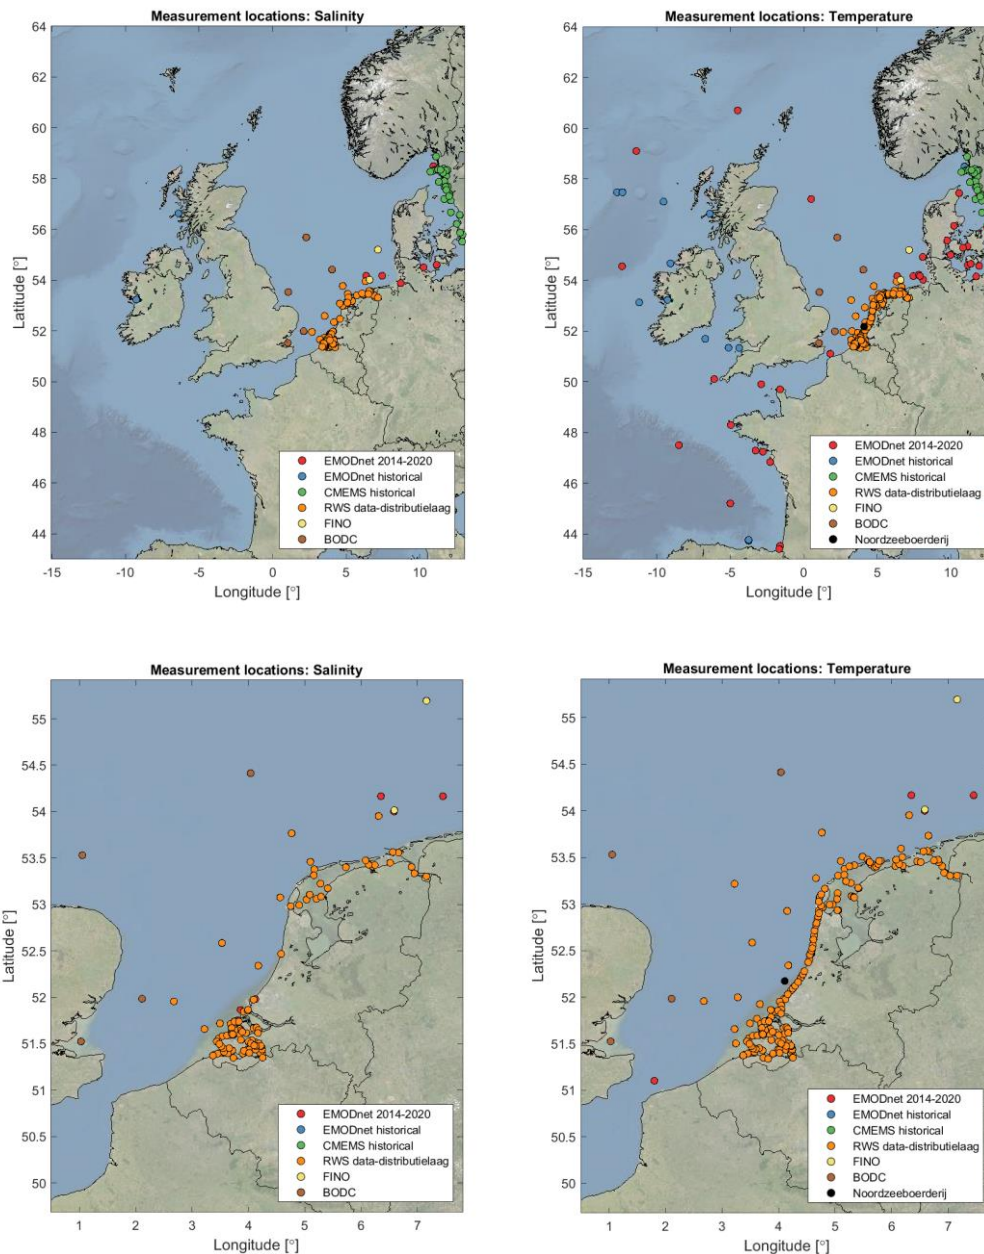 Measurement locations: Salinity
64
62
60
58
56
54
52
50
48
46
44
Latitude [°]
-15
-10
-5
0
5
10
Longitude [°]
EMODnet 2014-2020
EMODnet historical
CMEMS historical
RWS data-distributielaag
FINO
BODC
Measurement locations: Temperature
64
62
60
58
56
54
52
50
48
46
44
Latitude [°]
-15
-10
-5
0
5
10
Longitude [°]
EMODnet 2014-2020
EMODnet historical
CMEMS historical
RWS data-distributielaag
FINO
BODC
Noordzeeboerderij
Measurement locations: Salinity
55
54.5
54
53.5
53
52.5
52
51.5
51
50.5
50
Latitude [°]
1
2
3
4
5
6
7
Longitude [°]
EMODnet 2014-2020
EMODnet historical
CMEMS historical
RWS data-distributielaag
FINO
BODC
Measurement locations: Temperature
55
54.5
54
53.5
53
52.5
52
51.5
51
50.5
50
Latitude [°]
1
2
3
4
5
6
7
Longitude [°]
EMODnet 2014-2020
EMODnet historical
CMEMS historical
RWS data-distributielaag
FINO
BODC
Noordzeeboerderij